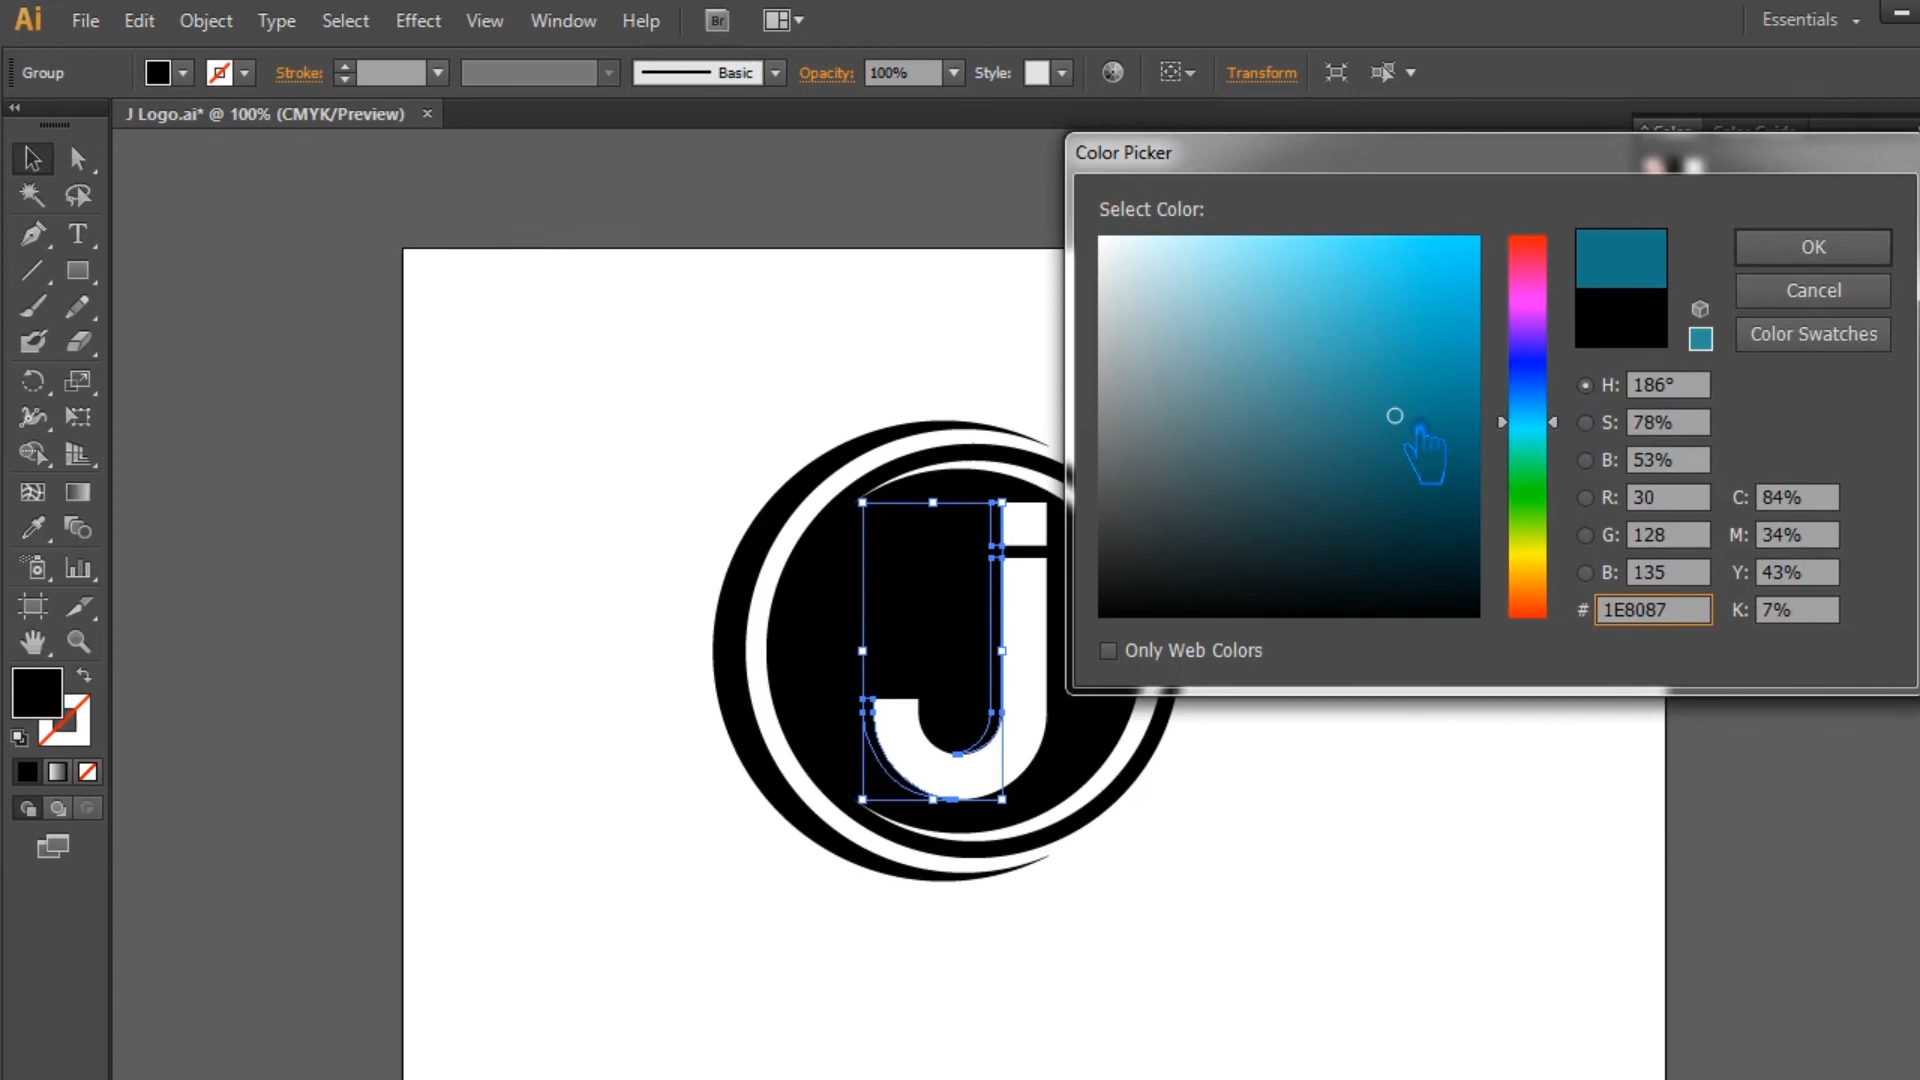 Ai File Edit Object Type Select Effect View Window Help Br Essentials
Group Stroke: Basic Opacity: 100% Style: Transform
J Logo.ai* @ 100% (CMYK/Preview) ×
Color Picker
Select Color:
OK
Cancel
Color Swatches
H: 186°
S: 78%
B: 53%
R: 30 C: 84%
G: 128 M: 34%
B: 135 Y: 43%
# 1E8087 K: 7%
Only Web Colors
T
J